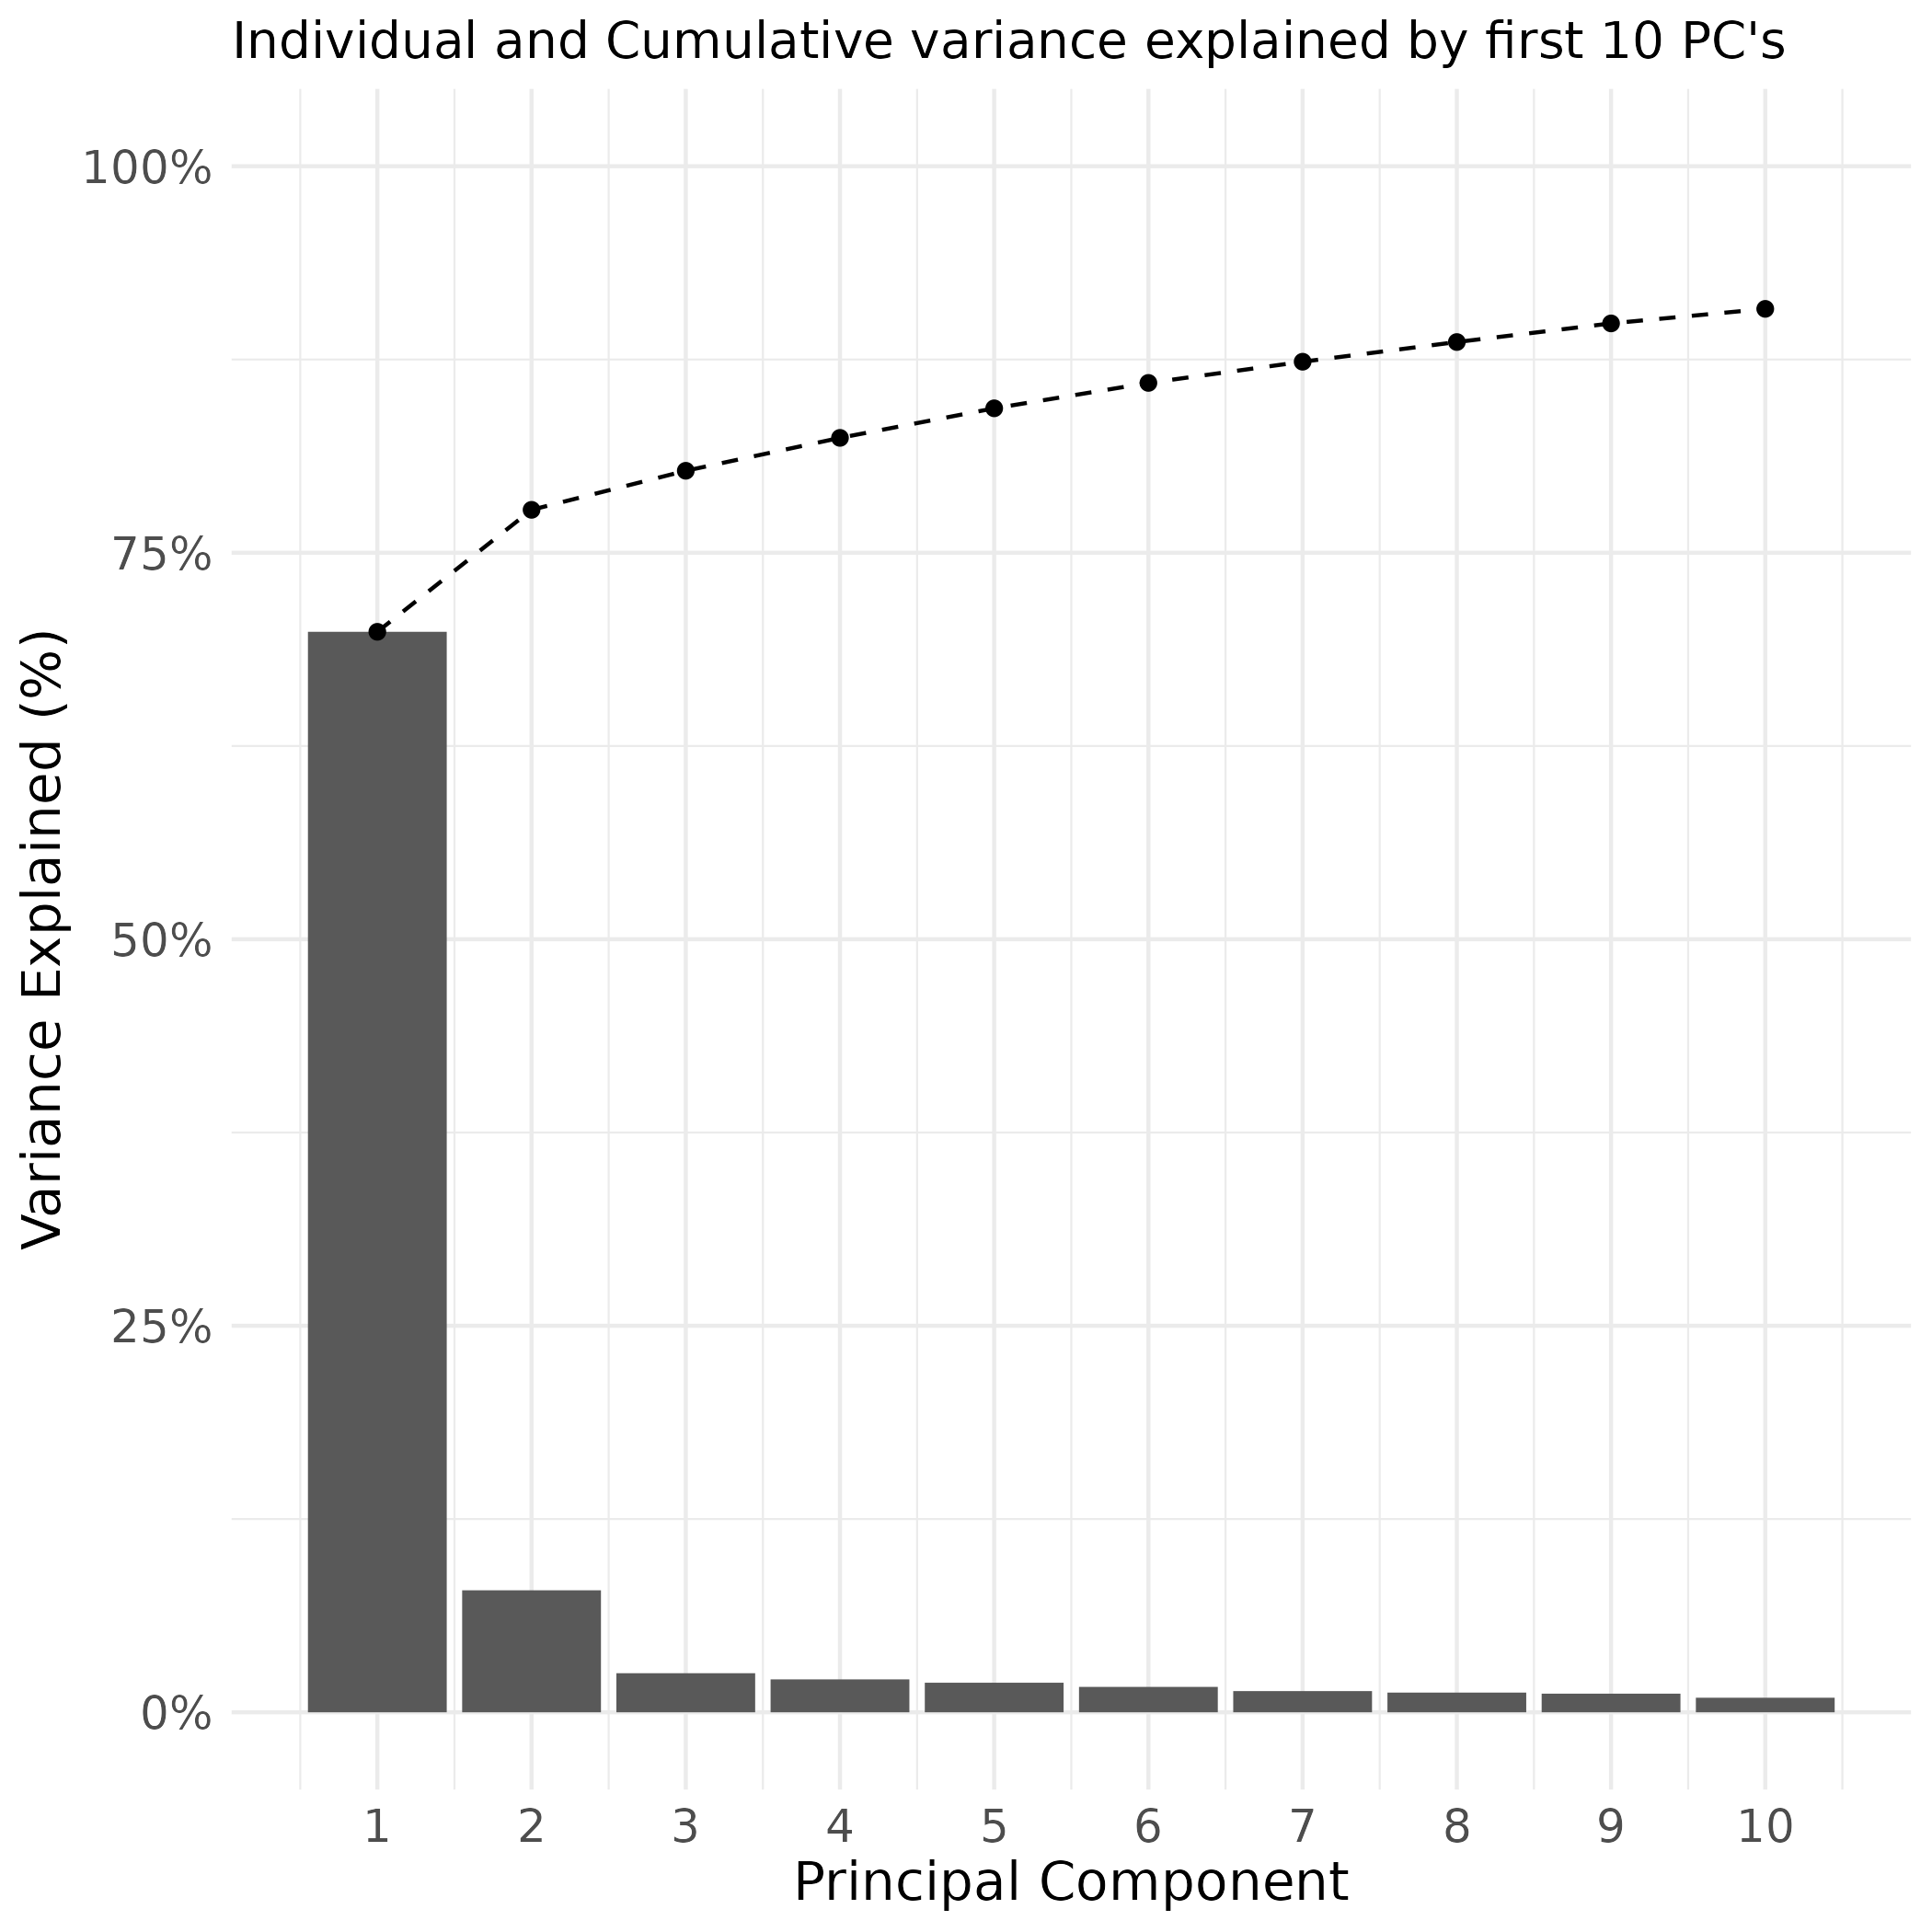 Individual and Cumulative variance explained by first 10 PC's
100%
75%
50%
25%
0%
Variance Explained (%)
1 2 3 4 5 6 7 8 9 10
Principal Component